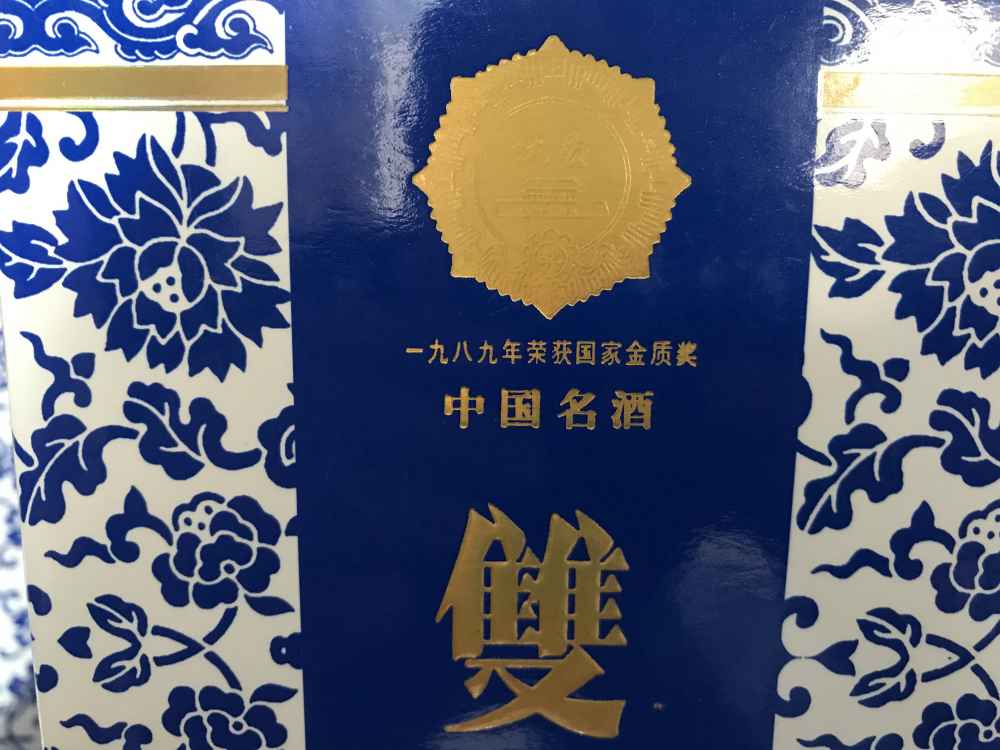 一九八九年荣获国家金质奖
中国名酒
雙